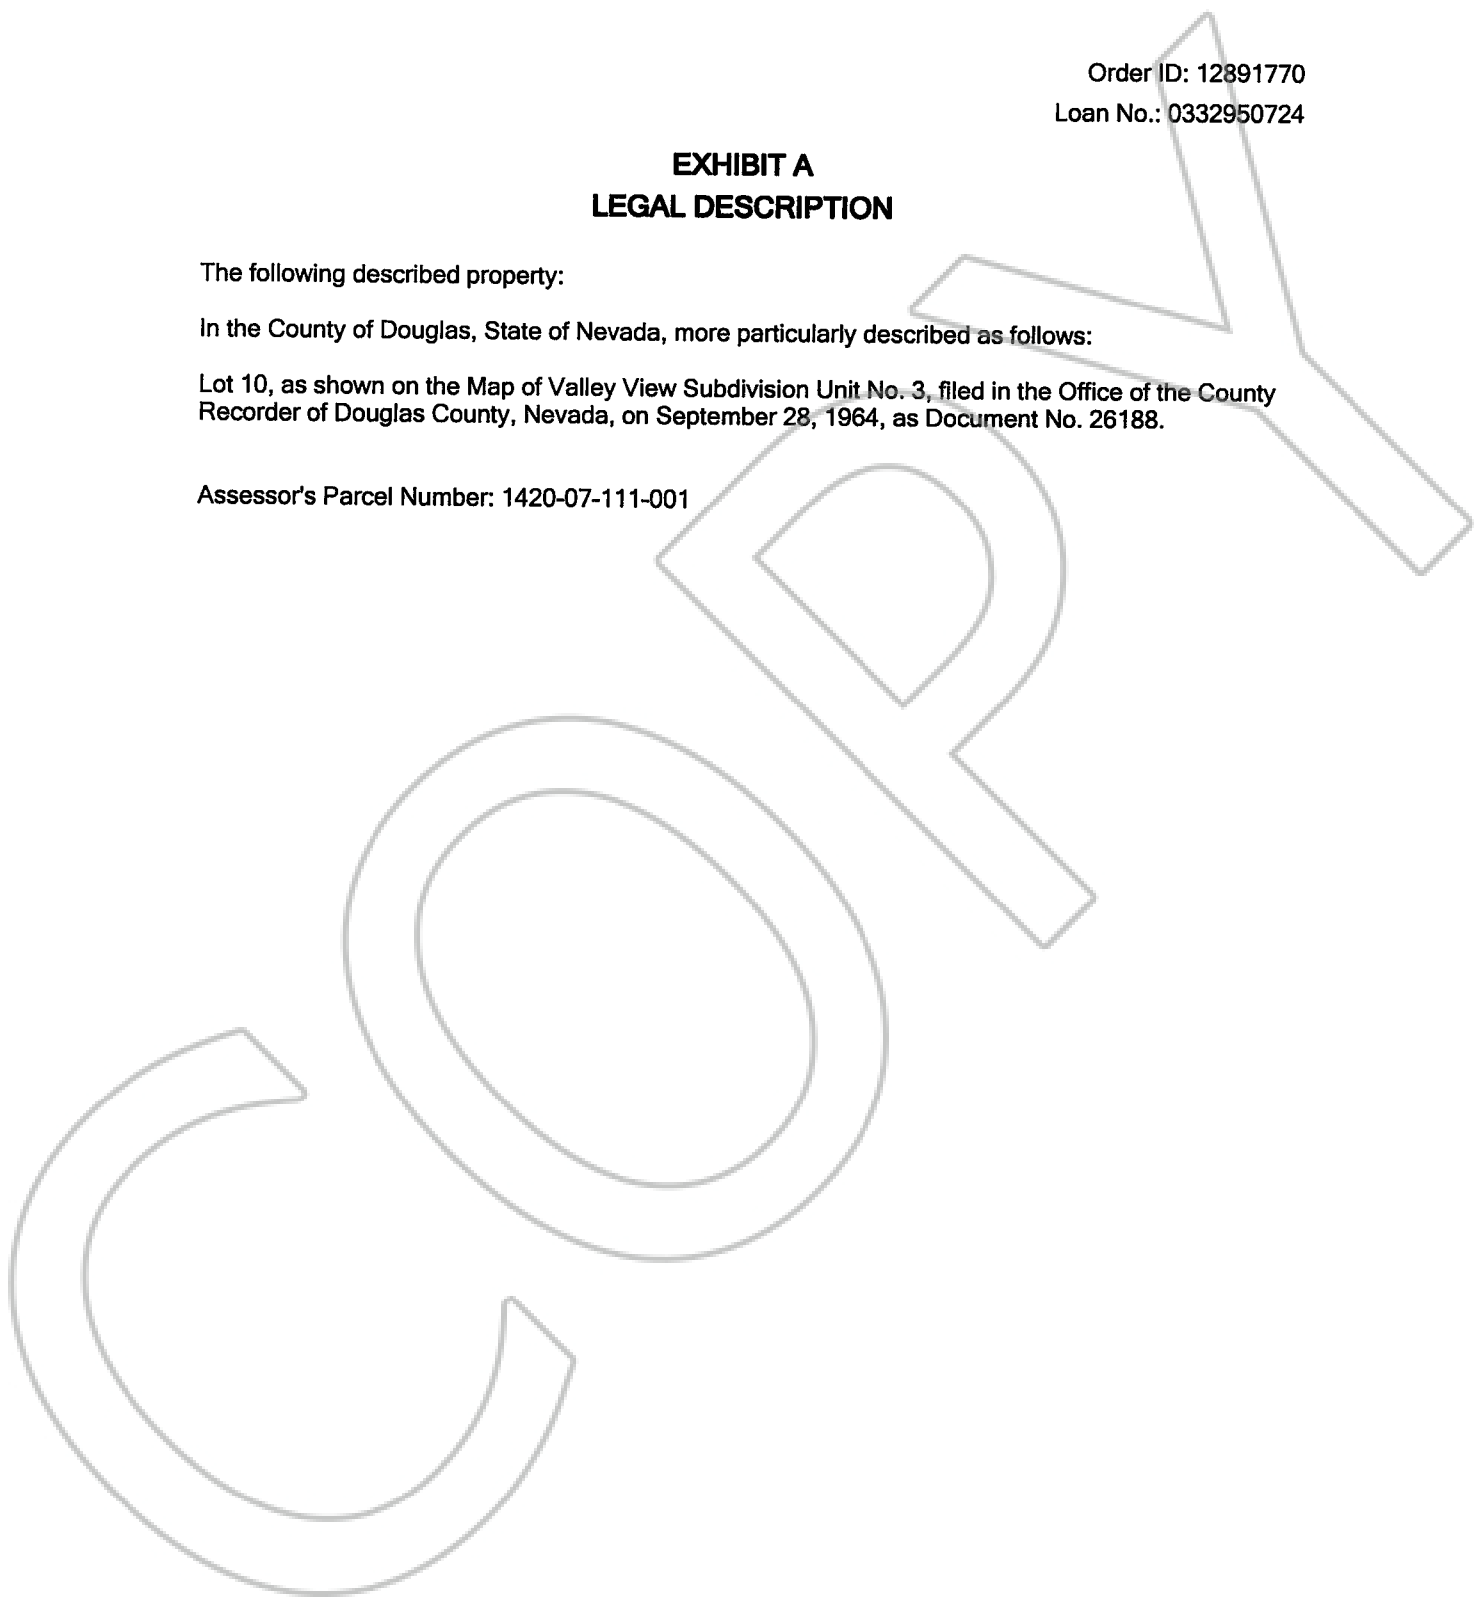 Order ID: 12891770
Loan No.: 0332950724
EXHIBIT A
LEGAL DESCRIPTION
The following described property:
In the County of Douglas, State of Nevada, more particularly described as follows:
Lot 10, as shown on the Map of Valley View Subdivision Unit No. 3, filed in the Office of the County
Recorder of Douglas County, Nevada, on September 28, 1964, as Document No. 26188.
Assessor's Parcel Number: 1420-07-111-001
COPY